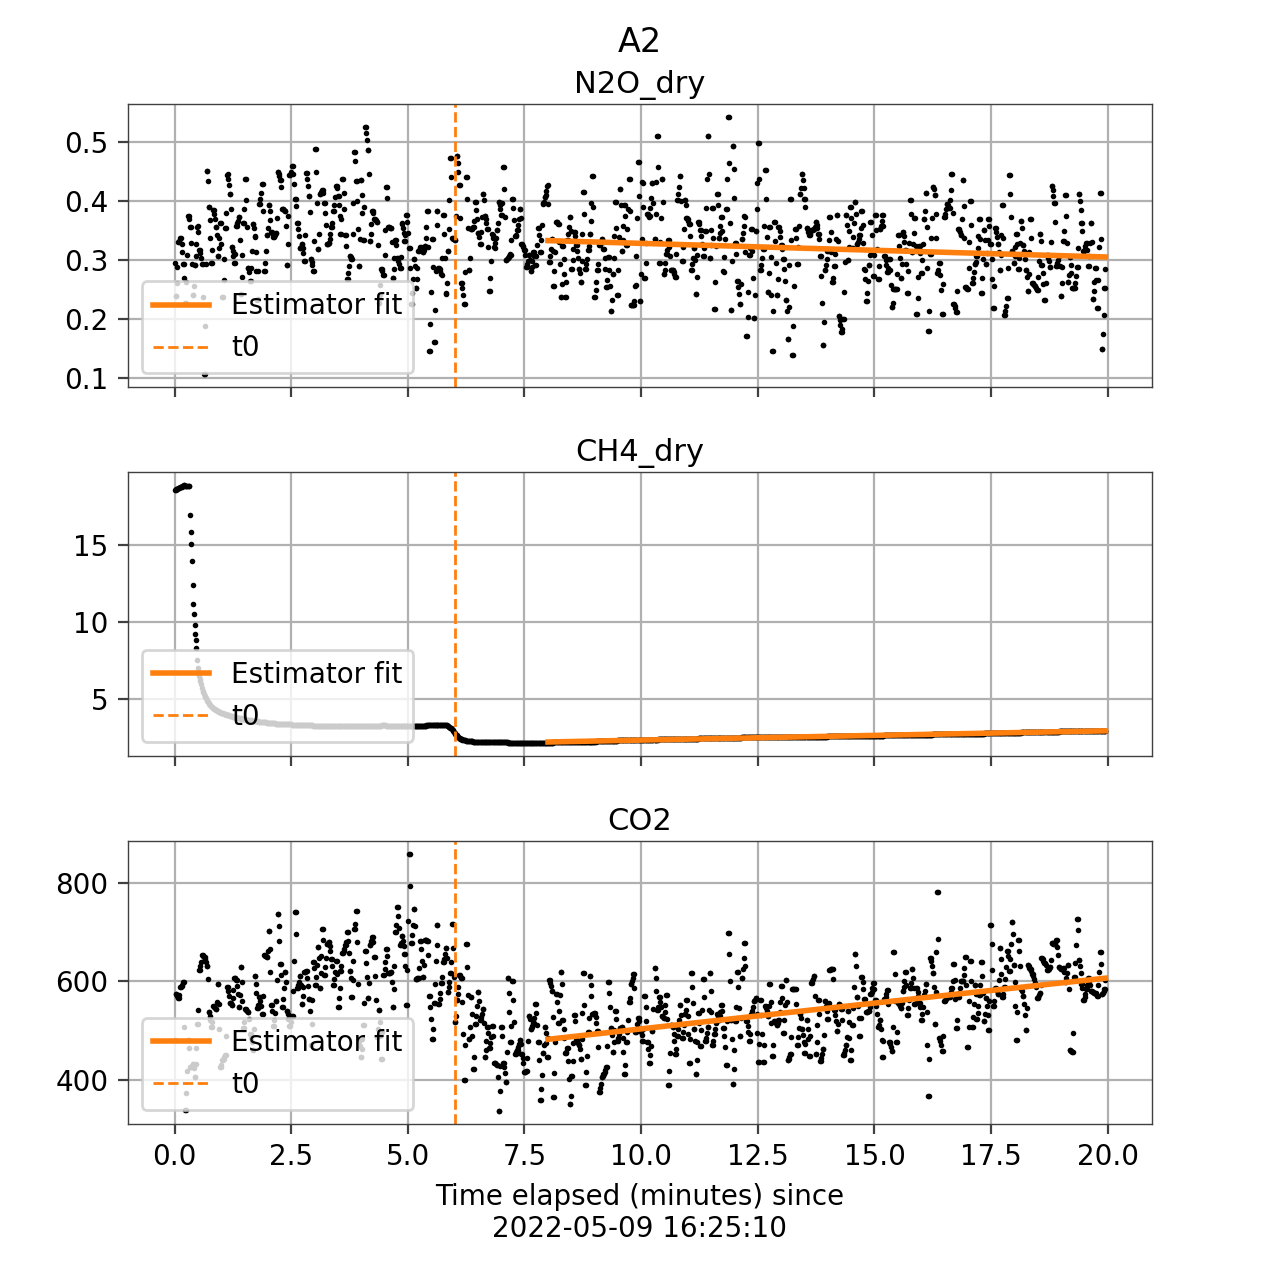 A2
N2O_dry
0.5
0.4
0.3
0.2
0.1
Estimator fit
t0
CH4_dry
15
10
5
Estimator fit
t0
CO2
800
600
400
Estimator fit
t0
0.0 2.5 5.0 7.5 10.0 12.5 15.0 17.5 20.0
Time elapsed (minutes) since
2022-05-09 16:25:10